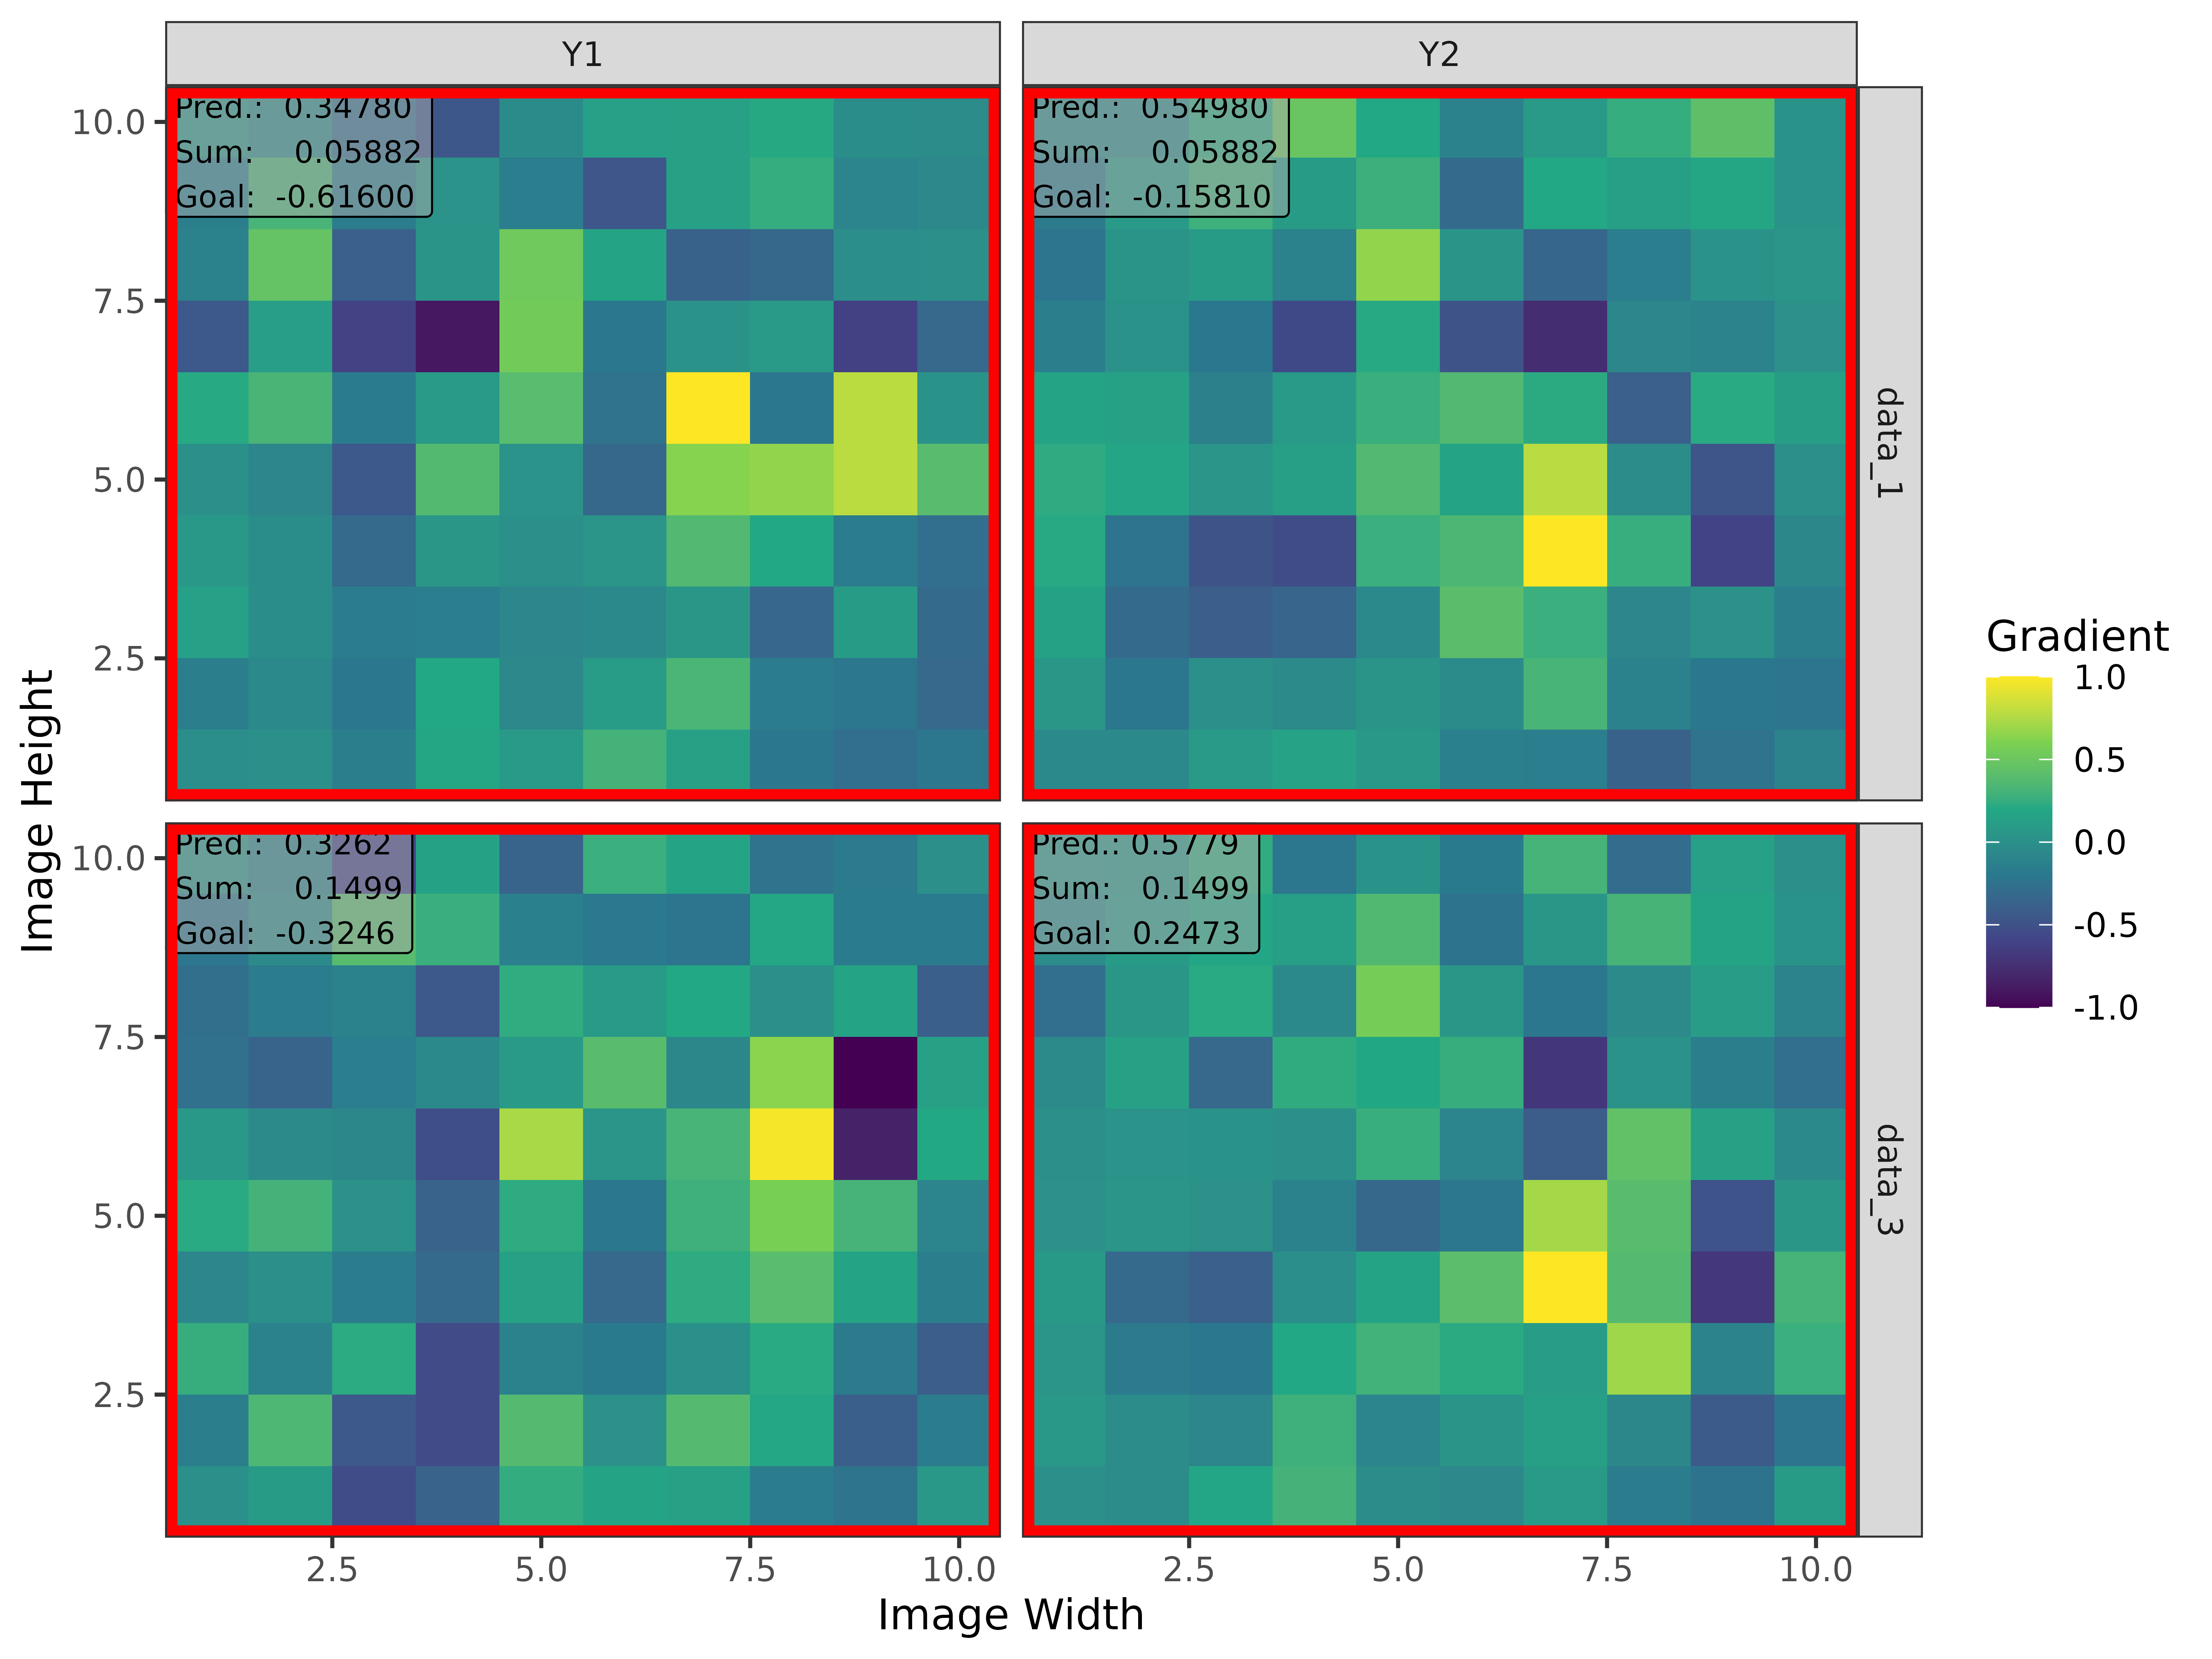 Y1
Y2
Pred.: 0.34780
Sum: 0.05882
Goal: -0.61600
Pred.: 0.54980
Sum: 0.05882
Goal: -0.15810
data_1
10.0
7.5
5.0
2.5
Pred.: 0.3262
Sum: 0.1499
Goal: -0.3246
Pred.: 0.5779
Sum: 0.1499
Goal: 0.2473
data_3
10.0
7.5
5.0
2.5
2.5 5.0 7.5 10.0
2.5 5.0 7.5 10.0
Image Width
Image Height
Gradient
1.0
0.5
0.0
-0.5
-1.0